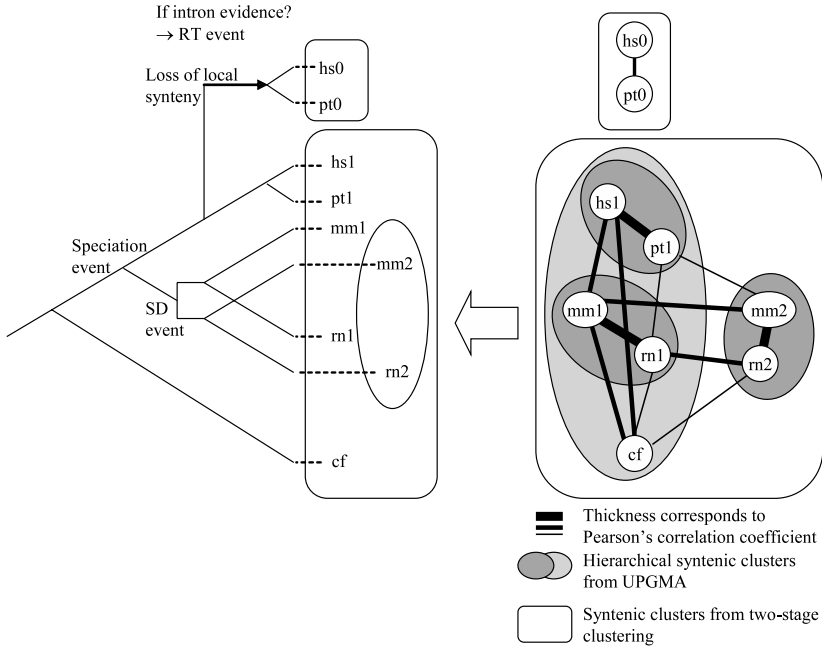 If intron evidence?
→ RT event
Loss of local
synteny
hs0
pt0
hs1
pt1
mm1
mm2
rn1
rn2
cf
Speciation
event
SD
event
hs0
pt0
hs1
pt1
mm1
mm2
rn1
rn2
cf
Thickness corresponds to
Pearson's correlation coefficient
Hierarchical syntenic clusters
from UPGMA
Syntenic clusters from two-stage
clustering